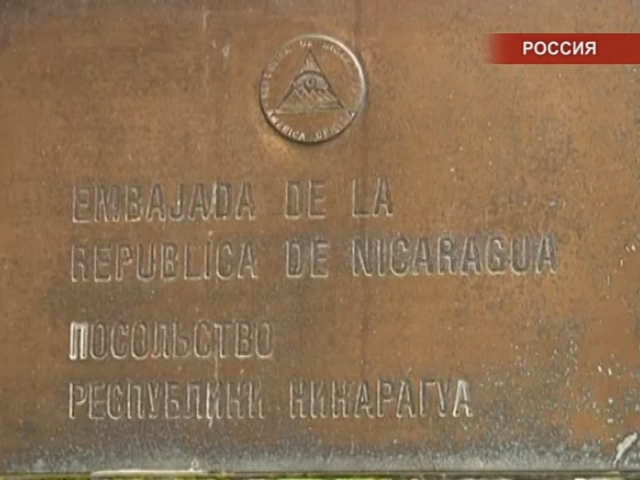 РОССИЯ
EMBAJADA DE LA
REPUBLICA DE NICARAGUA
ПОСОЛЬСТВО
РЕСПУБЛИКИ НИКАРАГУА